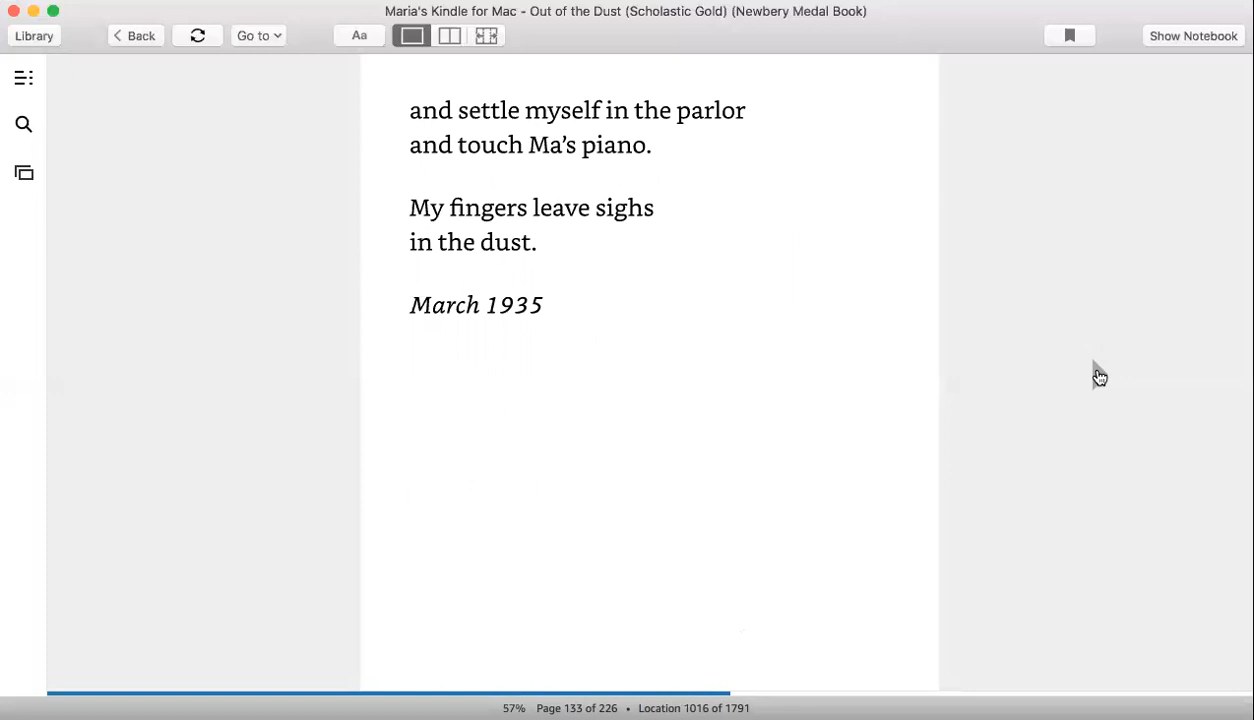 Maria's Kindle for Mac - Out of the Dust (Scholastic Gold) (Newbery Medal Book)
Library
Back
Go to
Aa
Show Notebook
and settle myself in the parlor
and touch Ma’s piano.
My fingers leave sighs
in the dust.
March 1935
57% Page 133 of 226 • Location 1016 of 1791